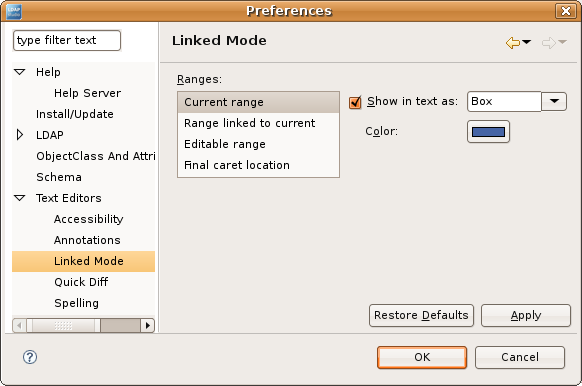 Preferences
LDAP
type filter text
Linked Mode
Help
Help Server
Install/Update
LDAP
ObjectClass And Attri
Schema
Text Editors
Accessibility
Annotations
Linked Mode
Quick Diff
Spelling
Ranges:
Current range
Range linked to current
Editable range
Final caret location
Show in text as:
Box
Color:
Restore Defaults
Apply
?
OK
Cancel